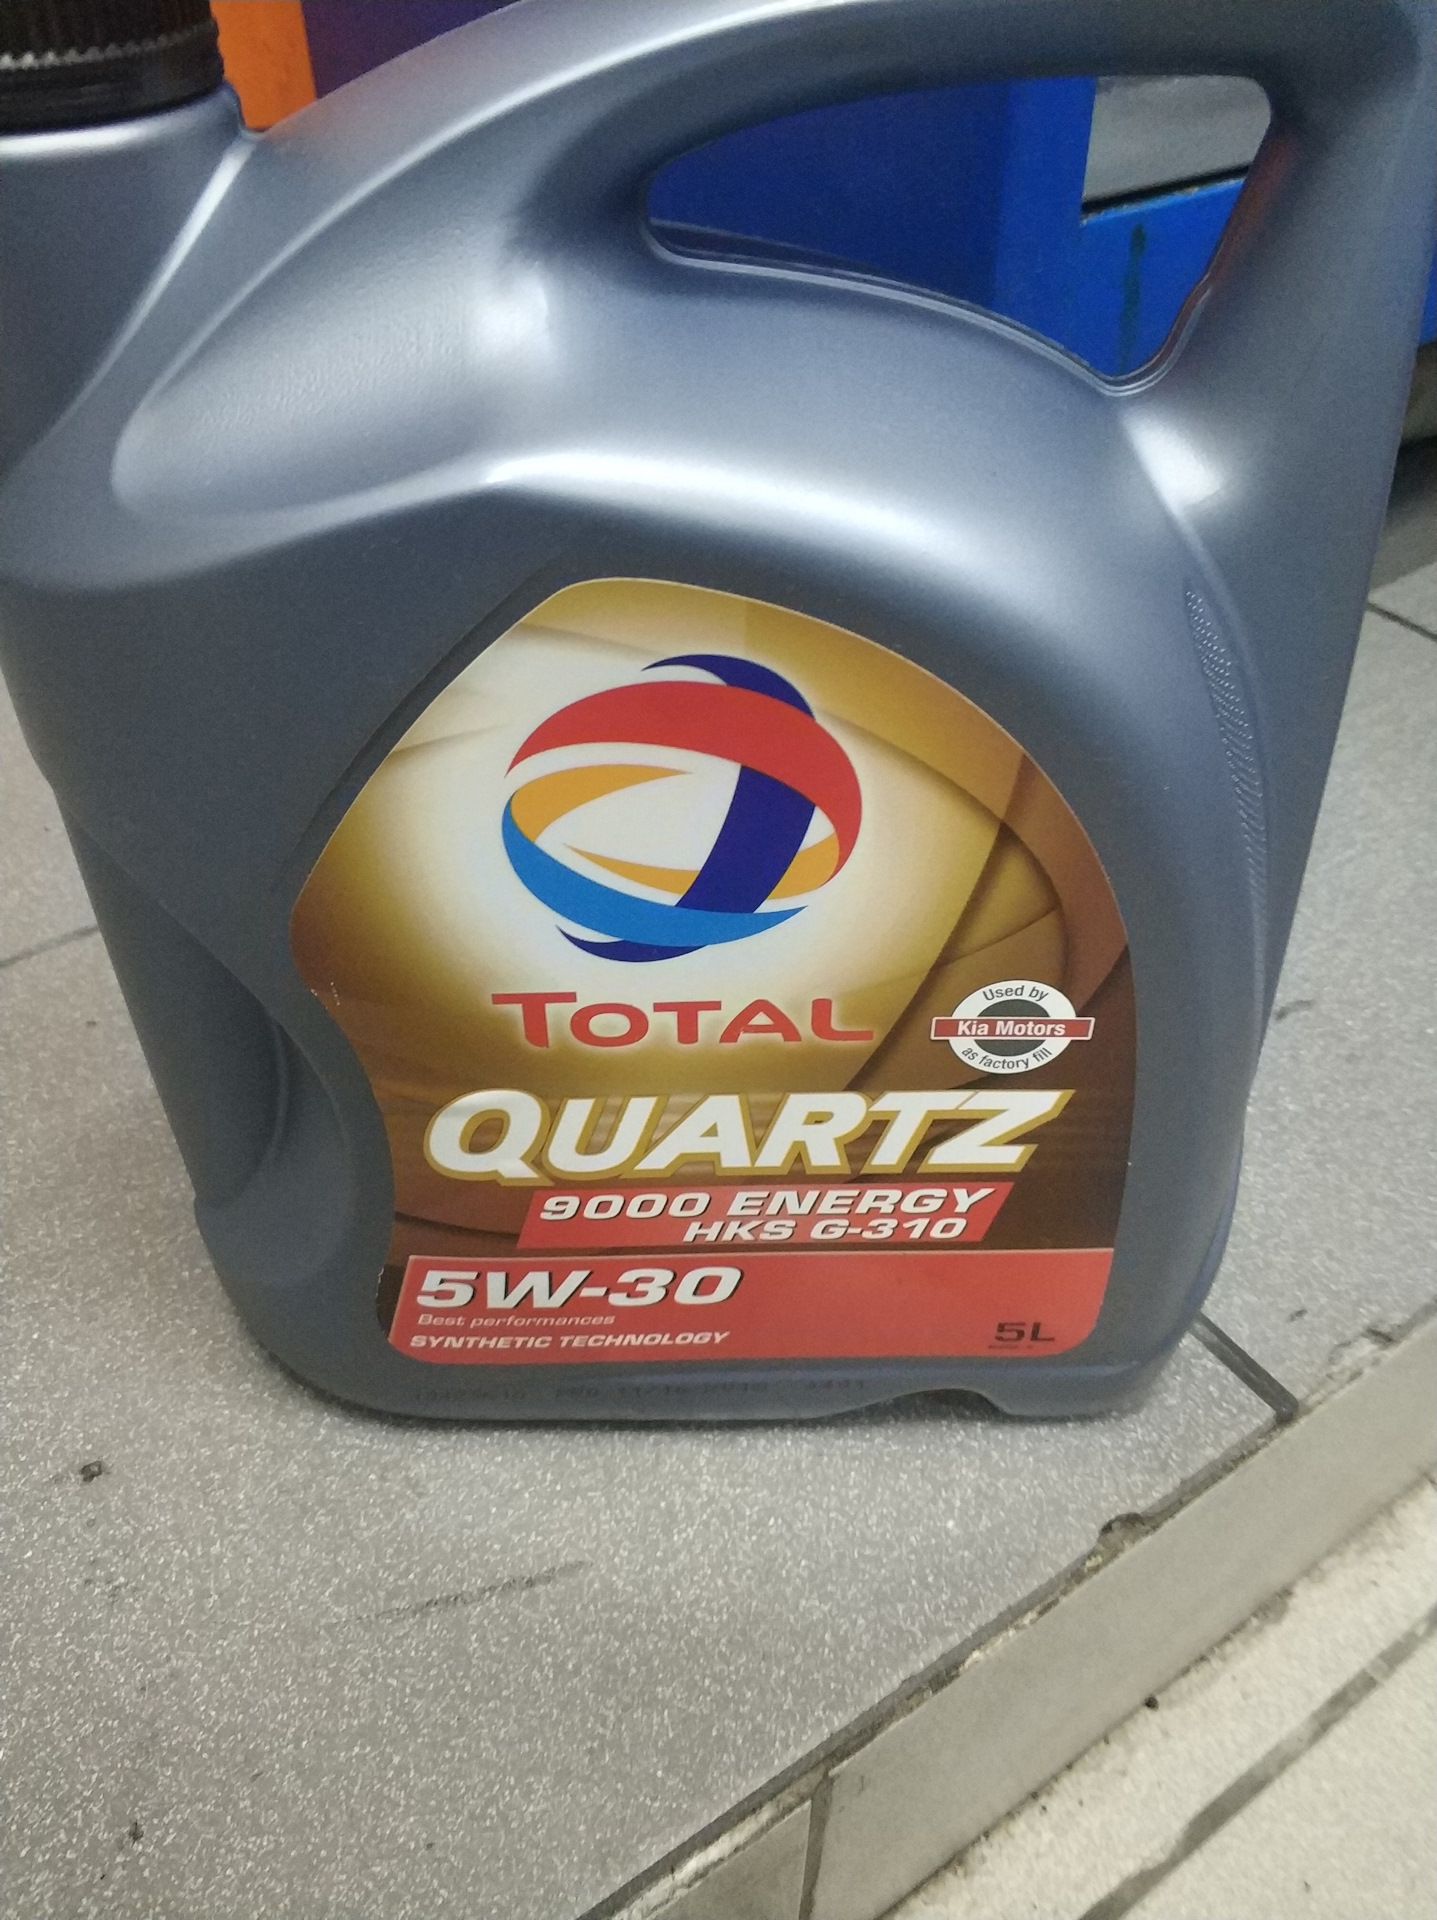 TOTAL
Used by
Kia Motors
as factory fill
QUARTZ
9000 ENERGY
HKS G-310
5W-30
Best performances
SYNTHETIC TECHNOLOGY
5L